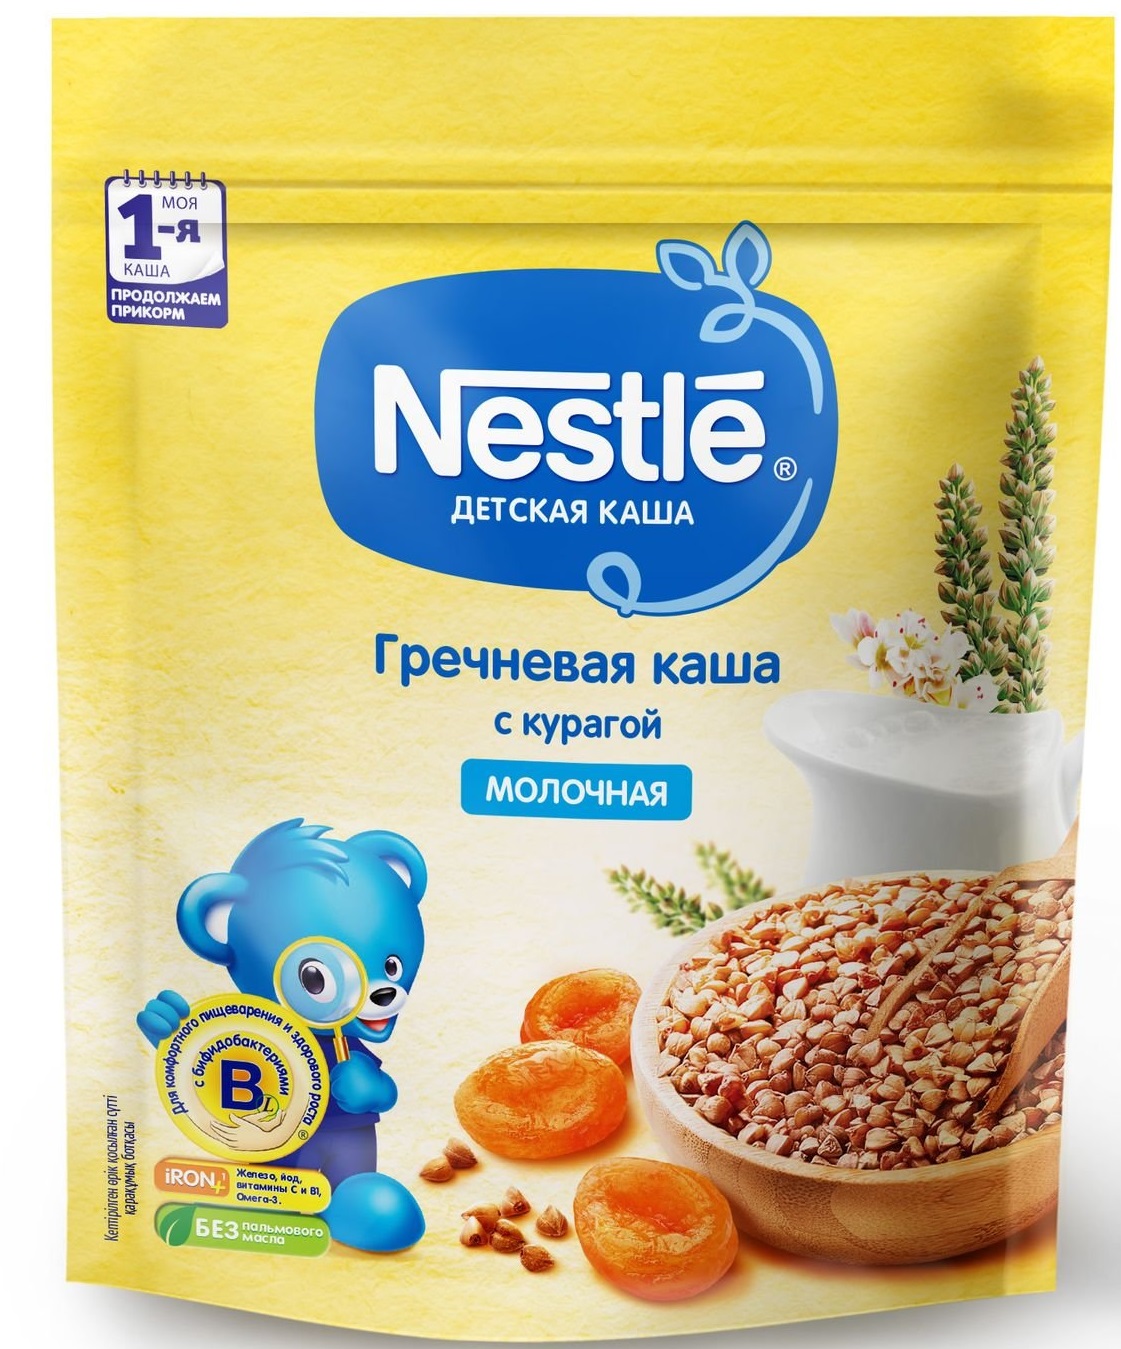 МОЯ
1-я
КАША
ПРОДОЛЖАЕМ
ПРИКОРМ
Nestlé®
ДЕТСКАЯ КАША
Гречневая каша
с курагой
МОЛОЧНАЯ
Для комфортного пищеварения и здорового роста
с бифидобактериями
BL
®
iRON+
Железо, йод,
витамины С и В1,
Омега-3.
БЕЗ пальмового
масла
Кептірілген өрік қосылған сүтті
қарақұмық ботқасы